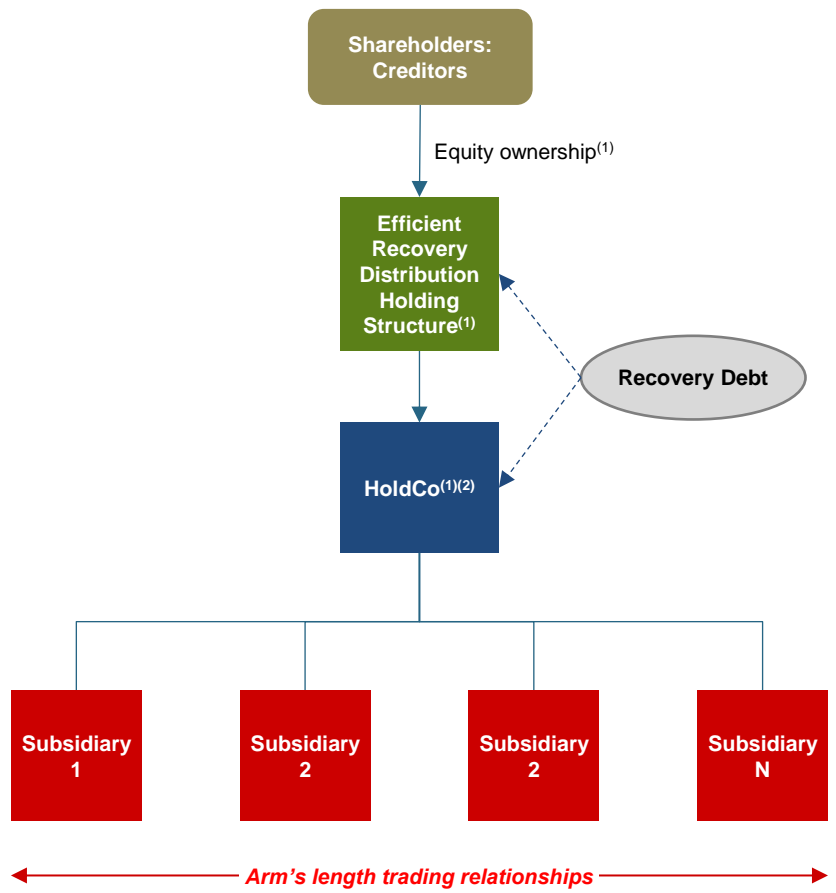 Shareholders:
Creditors
Equity ownership(1)
Efficient
Recovery
Distribution
Holding
Structure(1)
Recovery Debt
HoldCo(1)(2)
Subsidiary
1
Subsidiary
2
Subsidiary
2
Subsidiary
N
Arm's length trading relationships